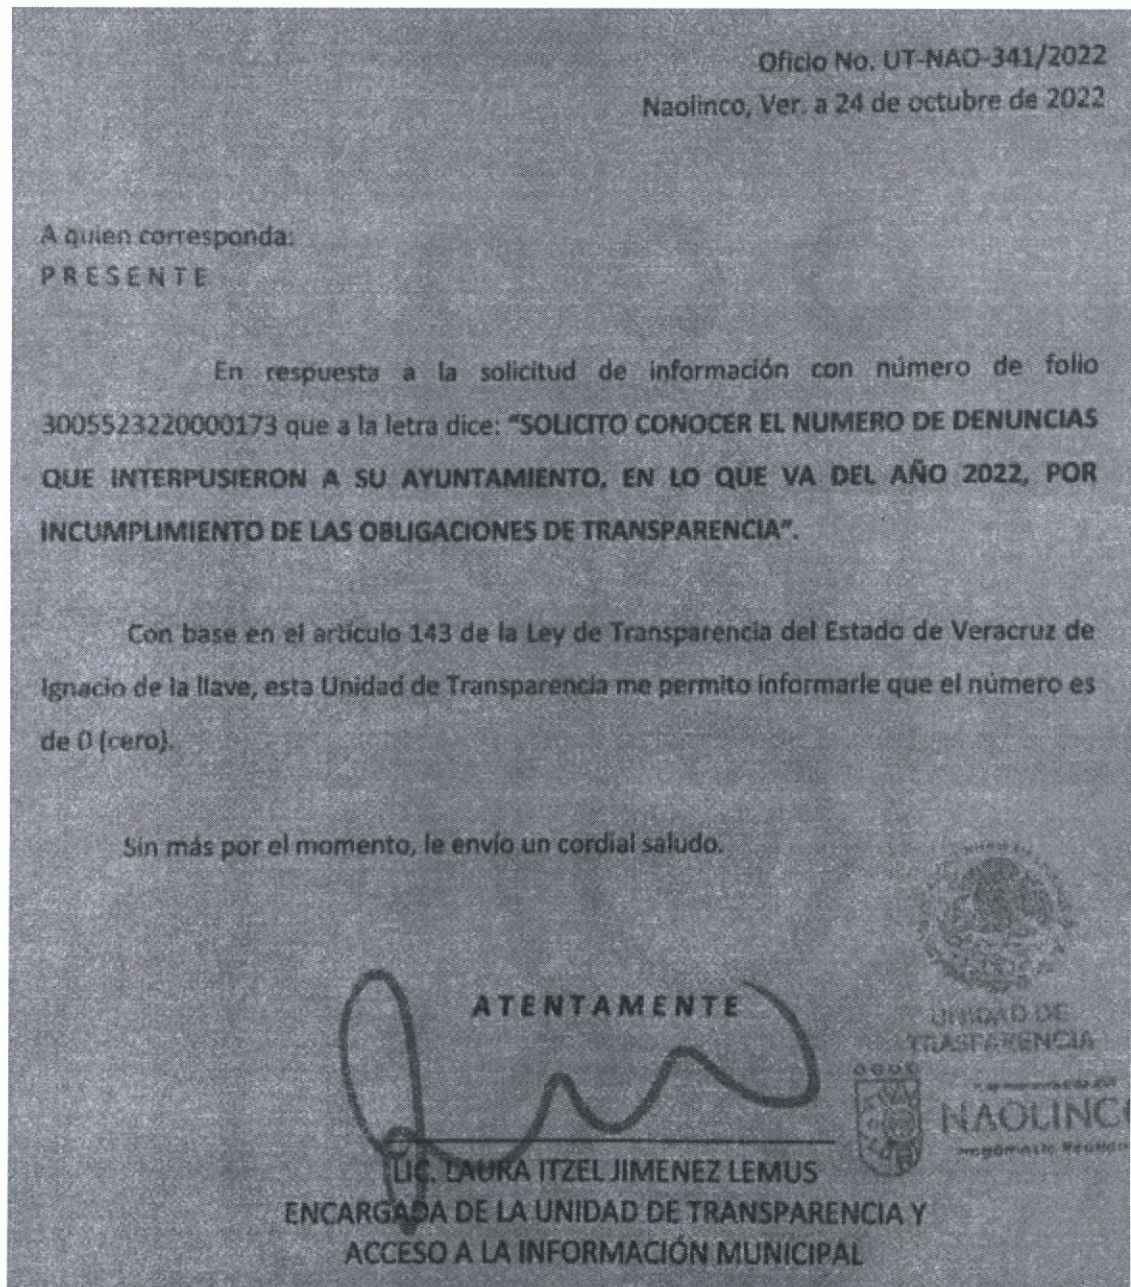 Oficio No. UT-NAO-341/2022
Naolinco, Ver. a 24 de octubre de 2022
A quien corresponda:
P R E S E N T E
En respuesta a la solicitud de información con número de folio
3005523220000173 que a la letra dice: "SOLICITO CONOCER EL NUMERO DE DENUNCIAS
QUE INTERPUSIERON A SU AYUNTAMIENTO, EN LO QUE VA DEL AÑO 2022, POR
INCUMPLIMIENTO DE LAS OBLIGACIONES DE TRANSPARENCIA".
Con base en el artículo 143 de la Ley de Transparencia del Estado de Veracruz de
Ignacio de la llave, esta Unidad de Transparencia me permito informarle que el número es
de 0 (cero).
Sin más por el momento, le envío un cordial saludo.
A T E N T A M E N T E
UNIDAD DE
TRASPARENCIA
NAOLINCO
LIC. LAURA ITZEL JIMENEZ LEMUS
ENCARGADA DE LA UNIDAD DE TRANSPARENCIA Y
ACCESO A LA INFORMACIÓN MUNICIPAL